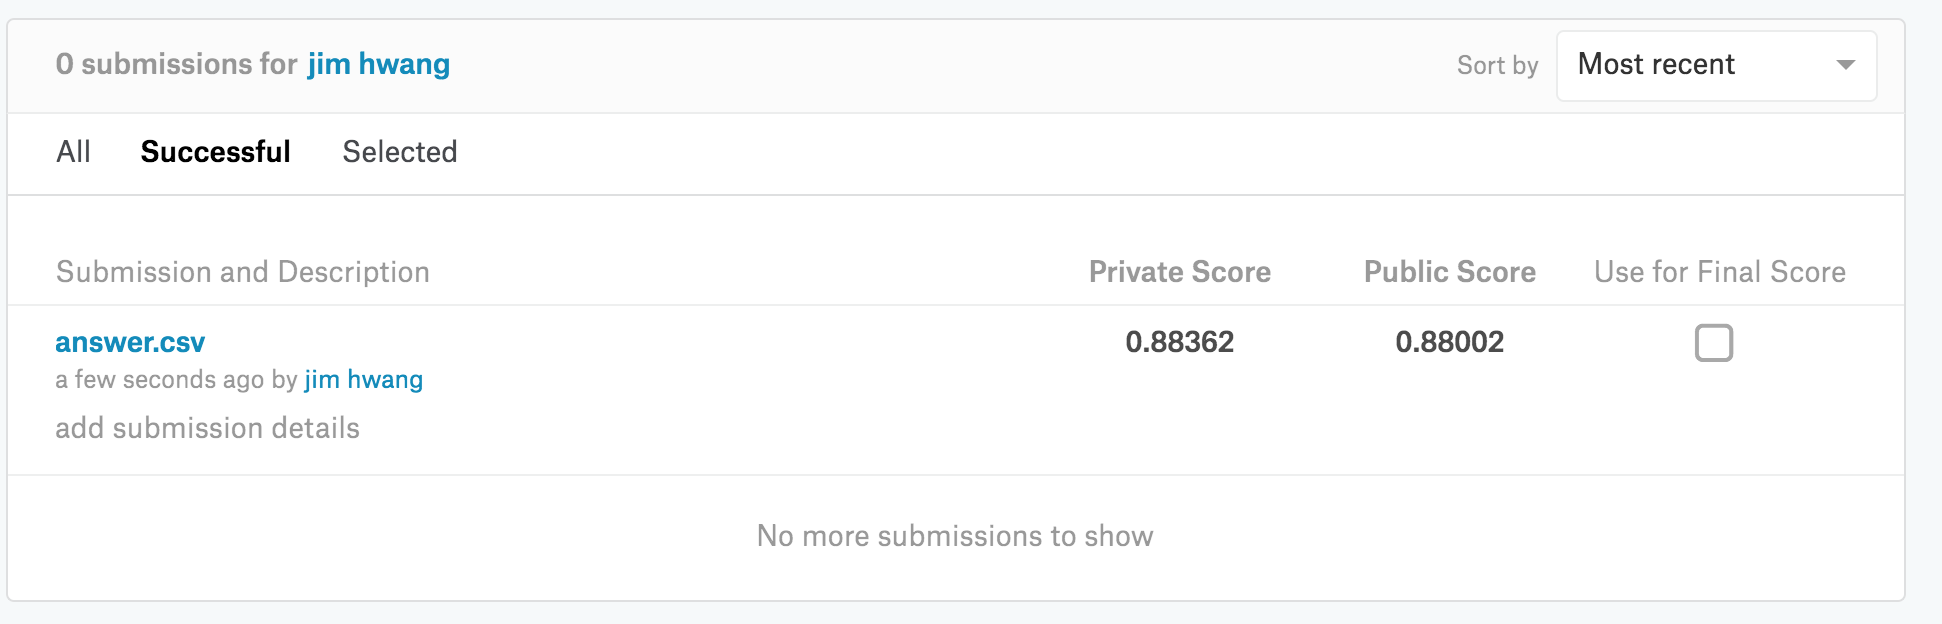 0 submissions for jim hwang
Sort by Most recent
All Successful Selected
Submission and Description Private Score Public Score Use for Final Score
answer.csv 0.88362 0.88002
a few seconds ago by jim hwang
add submission details
No more submissions to show